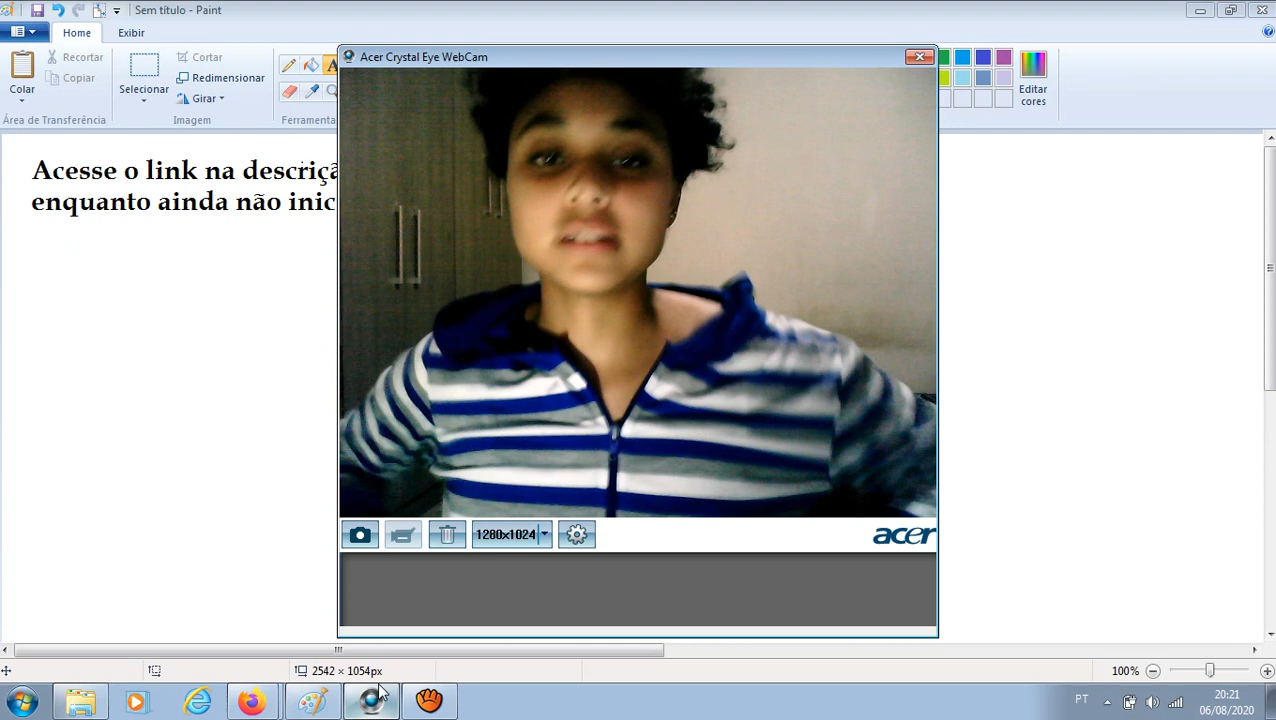 Sem título - Paint
Home
Exibir
Colar
Recortar
Copiar
Área de Transferência
Selecionar
Cortar
Redimensionar
Girar
Imagem
Ferramenta
Editar
cores
Acer Crystal Eye WebCam
Acesse o link na descriçã
enquanto ainda não inic
1280x1024
acer
2542 × 1054px
100%
PT
20:21
06/08/2020